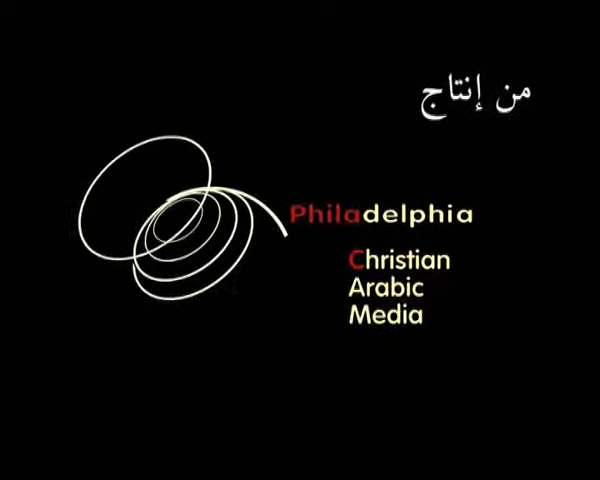 من إنتاج
Philadelphia
Christian
Arabic
Media